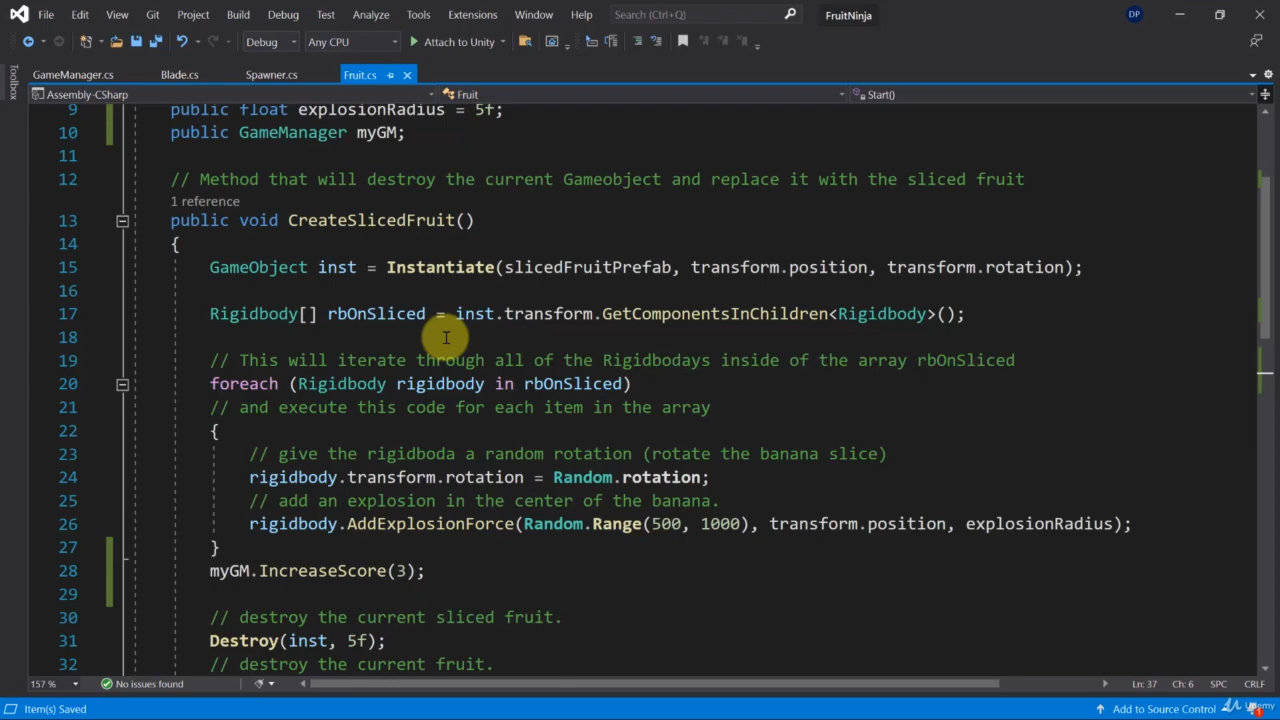 File Edit View Git Project Build Debug Test Analyze Tools Extensions Window Help Search (Ctrl+Q) FruitNinja DP
Debug Any CPU Attach to Unity
Toolbox
GameManager.cs Blade.cs Spawner.cs Fruit.cs
Assembly-CSharp Fruit Start()
9 public float explosionRadius = 5f;
10 public GameManager myGM;
11
12 // Method that will destroy the current Gameobject and replace it with the sliced fruit
1 reference
13 public void CreateSlicedFruit()
14 {
15 GameObject inst = Instantiate(slicedFruitPrefab, transform.position, transform.rotation);
16
17 Rigidbody[] rbOnSliced = inst.transform.GetComponentsInChildren<Rigidbody>();
18
19 // This will iterate through all of the Rigidbodays inside of the array rbOnSliced
20 foreach (Rigidbody rigidbody in rbOnSliced)
21 // and execute this code for each item in the array
22 {
23 // give the rigidboda a random rotation (rotate the banana slice)
24 rigidbody.transform.rotation = Random.rotation;
25 // add an explosion in the center of the banana.
26 rigidbody.AddExplosionForce(Random.Range(500, 1000), transform.position, explosionRadius);
27 }
28 myGM.IncreaseScore(3);
29
30 // destroy the current sliced fruit.
31 Destroy(inst, 5f);
32 // destroy the current fruit.
157 % No issues found Ln: 37 Ch: 6 SPC CRLF
Item(s) Saved Add to Source Control Udemy